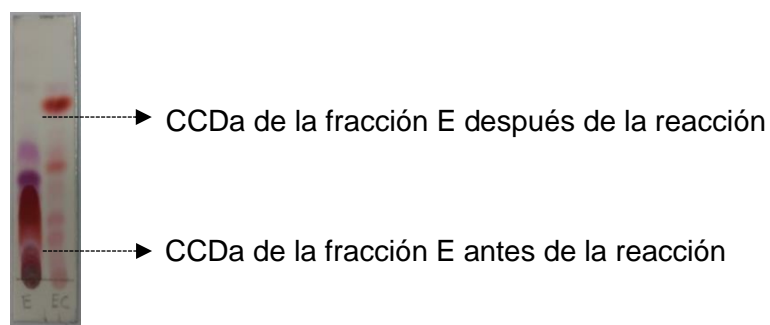 CCDa de la fracción E después de la reacción
CCDa de la fracción E antes de la reacción
E EC